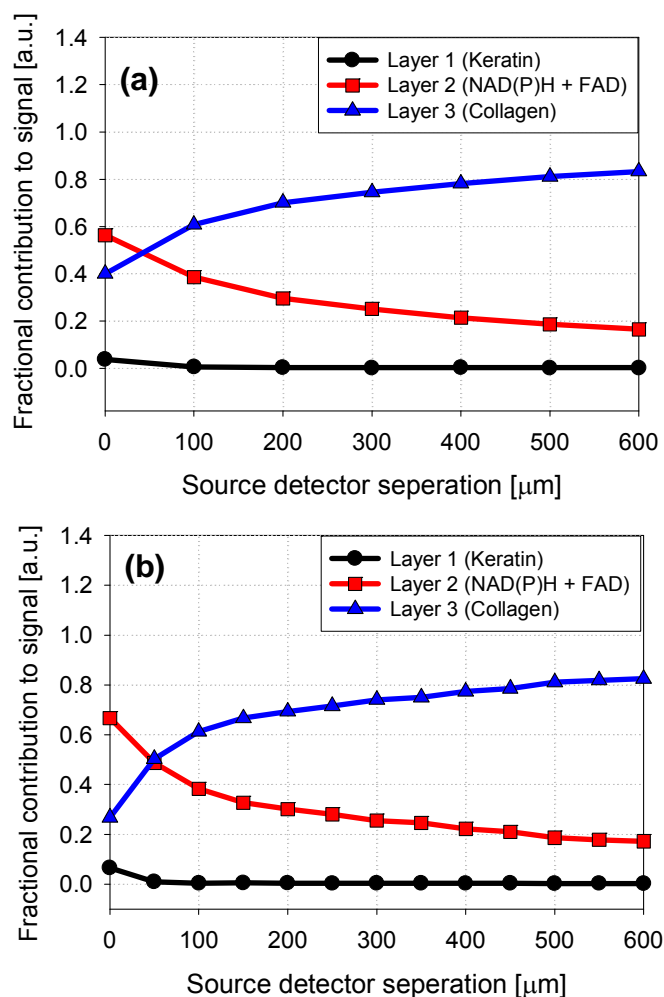 (a)
Layer 1 (Keratin)
Layer 2 (NAD(P)H + FAD)
Layer 3 (Collagen)
Fractional contribution to signal [a.u.]
1.4
1.2
1.0
0.8
0.6
0.4
0.2
0.0
0 100 200 300 400 500 600
Source detector seperation [μm]
(b)
Layer 1 (Keratin)
Layer 2 (NAD(P)H + FAD)
Layer 3 (Collagen)
Fractional contribution to signal [a.u.]
1.4
1.2
1.0
0.8
0.6
0.4
0.2
0.0
0 100 200 300 400 500 600
Source detector seperation [μm]